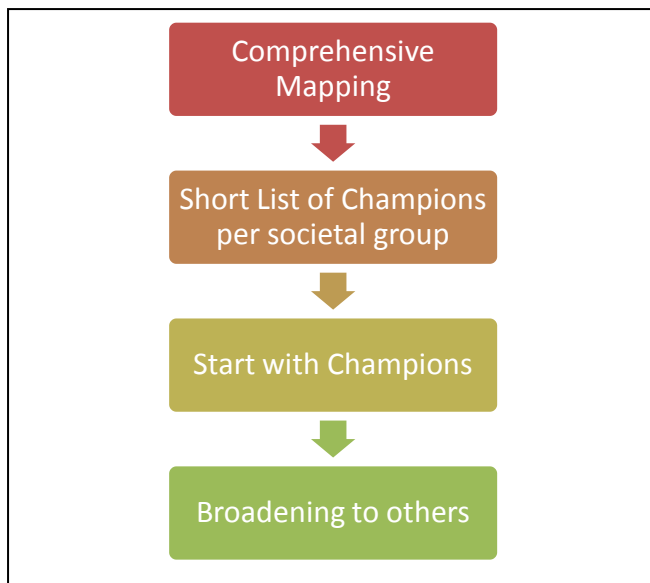 Comprehensive
Mapping
Short List of Champions
per societal group
Start with Champions
Broadening to others